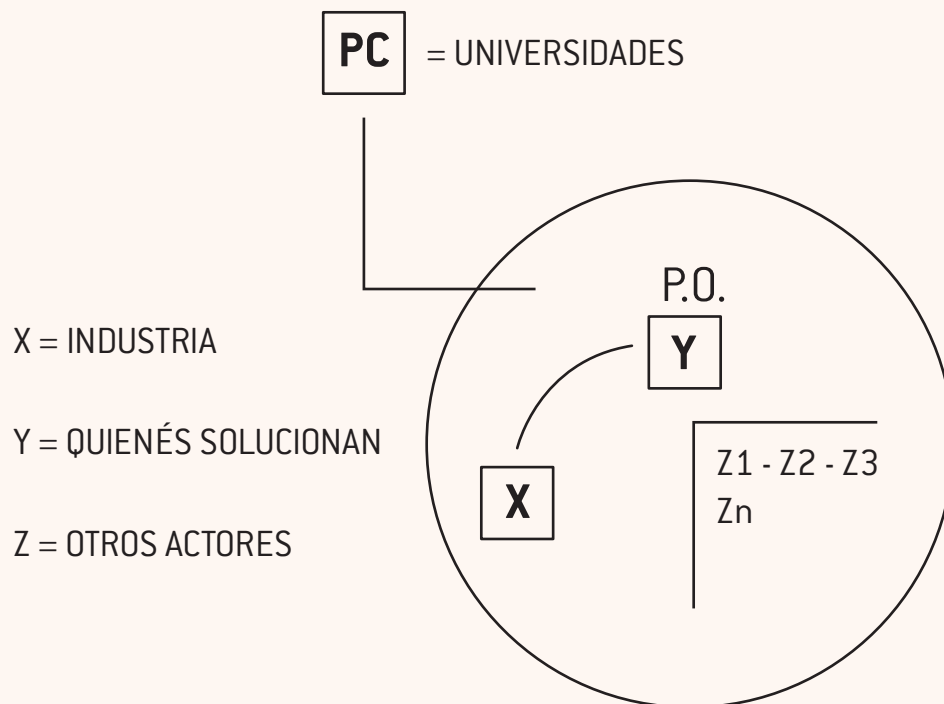 PC = UNIVERSIDADES
P.O.
Y
X = INDUSTRIA
Y = QUIENÉS SOLUCIONAN
Z1 - Z2 - Z3
Zn
X
Z = OTROS ACTORES